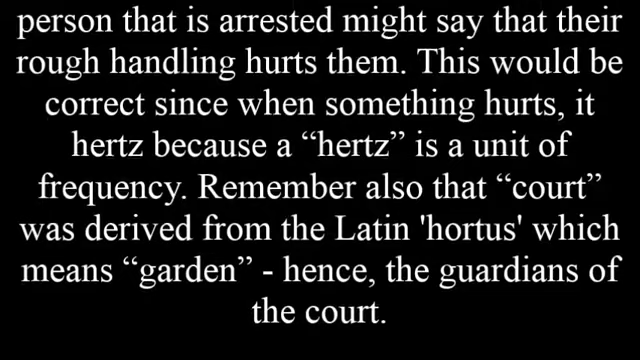 person that is arrested might say that their
rough handling hurts them. This would be
correct since when something hurts, it
hertz because a “hertz” is a unit of
frequency. Remember also that “court”
was derived from the Latin 'hortus' which
means “garden” - hence, the guardians of
the court.